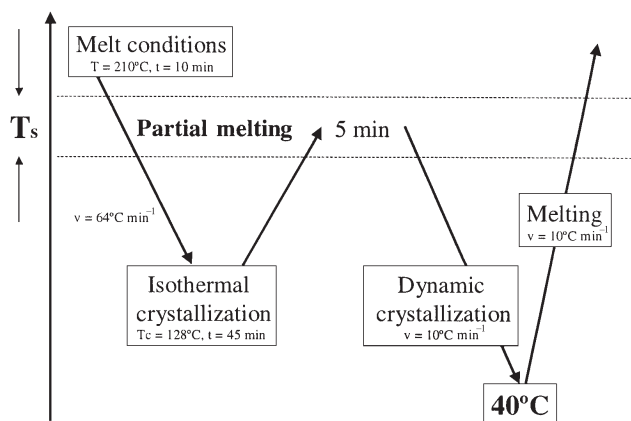 Melt conditions
T = 210ºC, t = 10 min
Ts
Partial melting
5 min
v = 64ºC min⁻¹
Melting
v = 10ºC min⁻¹
Isothermal
crystallization
Tc = 128ºC, t = 45 min
Dynamic
crystallization
v = 10ºC min⁻¹
40ºC